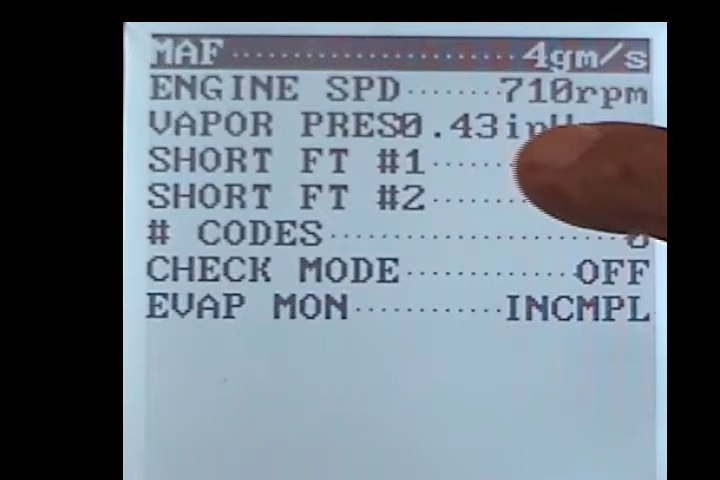 MAF······················4gm/s
ENGINE SPD·······710rpm
VAPOR PRES0.43in
SHORT FT #1······
SHORT FT #2·······
# CODES······················0
CHECK MODE············OFF
EVAP MON···········INCMPL